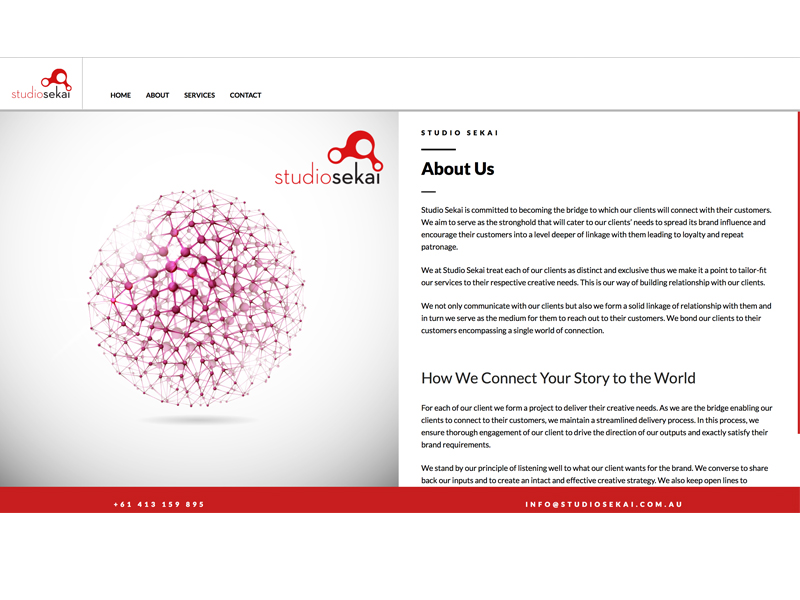 studiosekai
HOME ABOUT SERVICES CONTACT
studiosekai
STUDIO SEKAI
About Us
Studio Sekai is committed to becoming the bridge to which our clients will connect with their customers.
We aim to serve as the stronghold that will cater to our clients' needs to spread its brand influence and
encourage their customers into a level deeper of linkage with them leading to loyalty and repeat
patronage.
We at Studio Sekai treat each of our clients as distinct and exclusive thus we make it a point to tailor-fit
our services to their respective creative needs. This is our way of building relationship with our clients.
We not only communicate with our clients but also we form a solid linkage of relationship with them and
in turn we serve as the medium for them to reach out to their customers. We bond our clients to their
customers encompassing a single world of connection.
How We Connect Your Story to the World
For each of our client we form a project to deliver their creative needs. As we are the bridge enabling our
clients to connect to their customers, we maintain a streamlined delivery process. In this process, we
ensure thorough engagement of our client to drive the direction of our outputs and exactly satisfy their
brand requirements.
We stand by our principle of listening well to what our client wants for the brand. We converse to share
back our inputs and to create an intact and effective creative strategy. We also keep open lines to
+61 413 159 895
INFO@STUDIOSEKAI.COM.AU